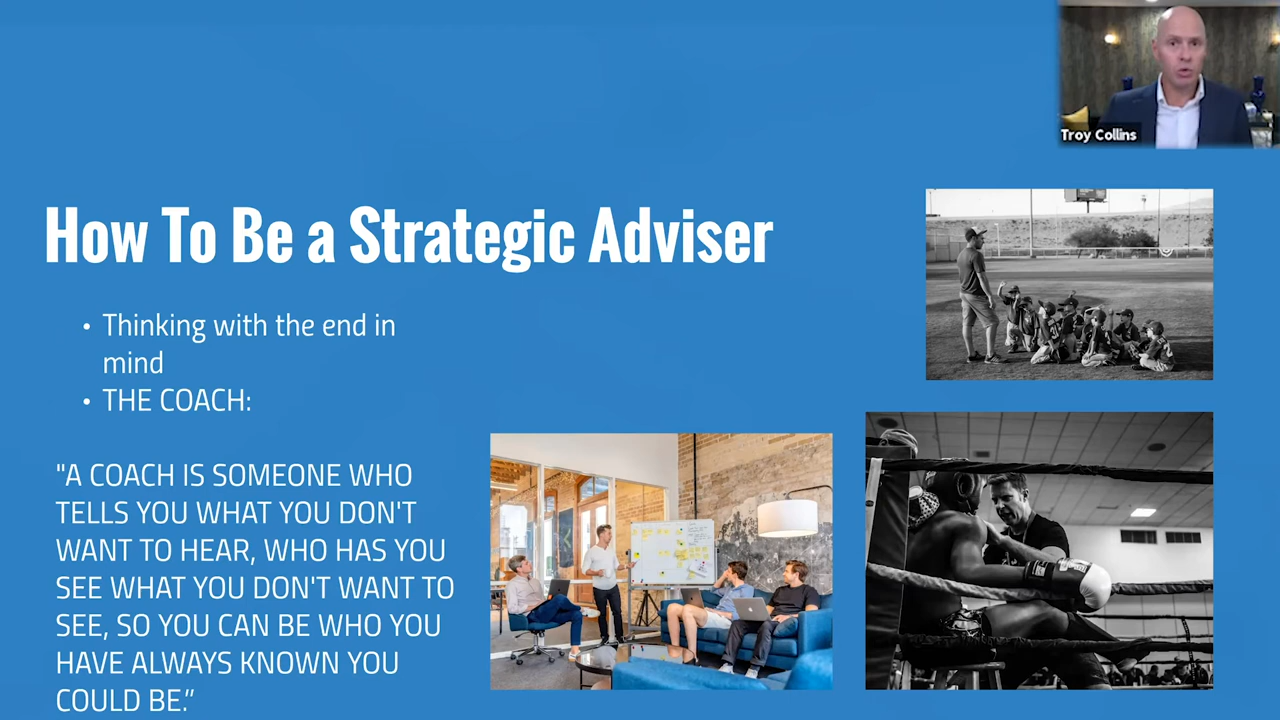 Troy Collins
How To Be a Strategic Adviser
• Thinking with the end in
mind
• THE COACH:
"A COACH IS SOMEONE WHO
TELLS YOU WHAT YOU DON'T
WANT TO HEAR, WHO HAS YOU
SEE WHAT YOU DON'T WANT TO
SEE, SO YOU CAN BE WHO YOU
HAVE ALWAYS KNOWN YOU
COULD BE.”